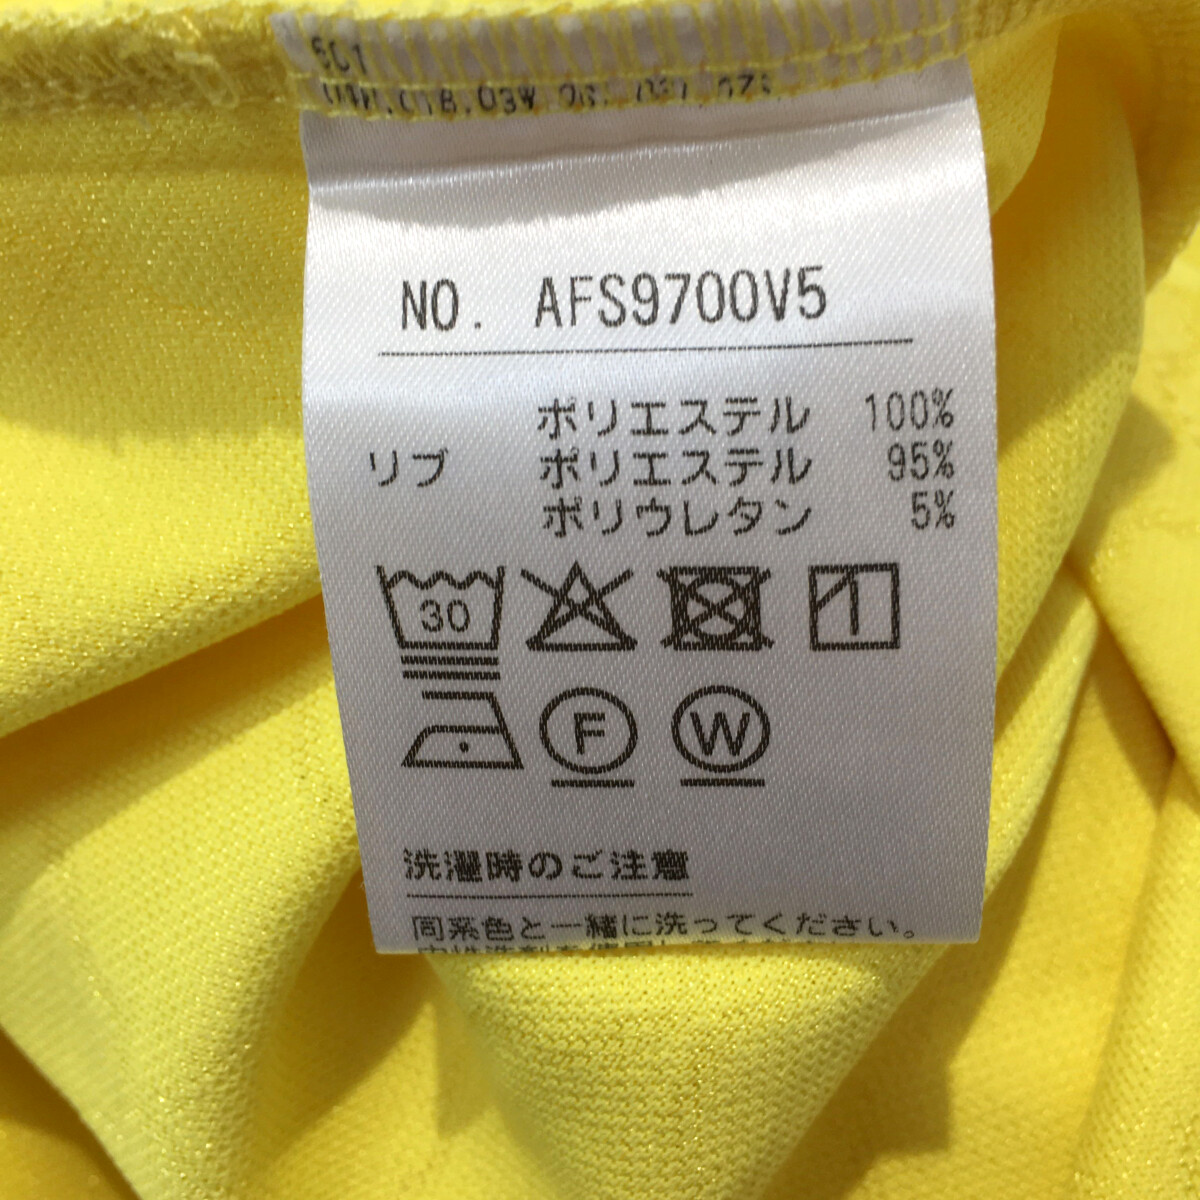 NO. AFS9700V5
ポリエステル 100%
リブ ポリエステル 95%
ポリウレタン 5%
30
F W
洗濯時のご注意
同系色と一緒に洗ってください。